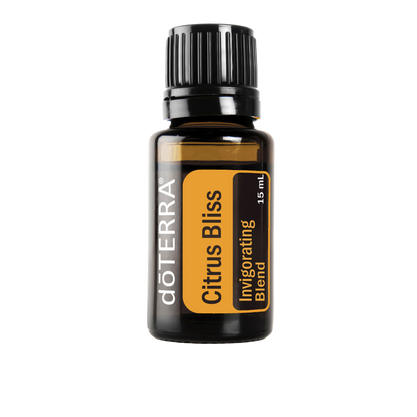 dōTERRA®
Citrus Bliss
Invigorating
Blend
15 mL